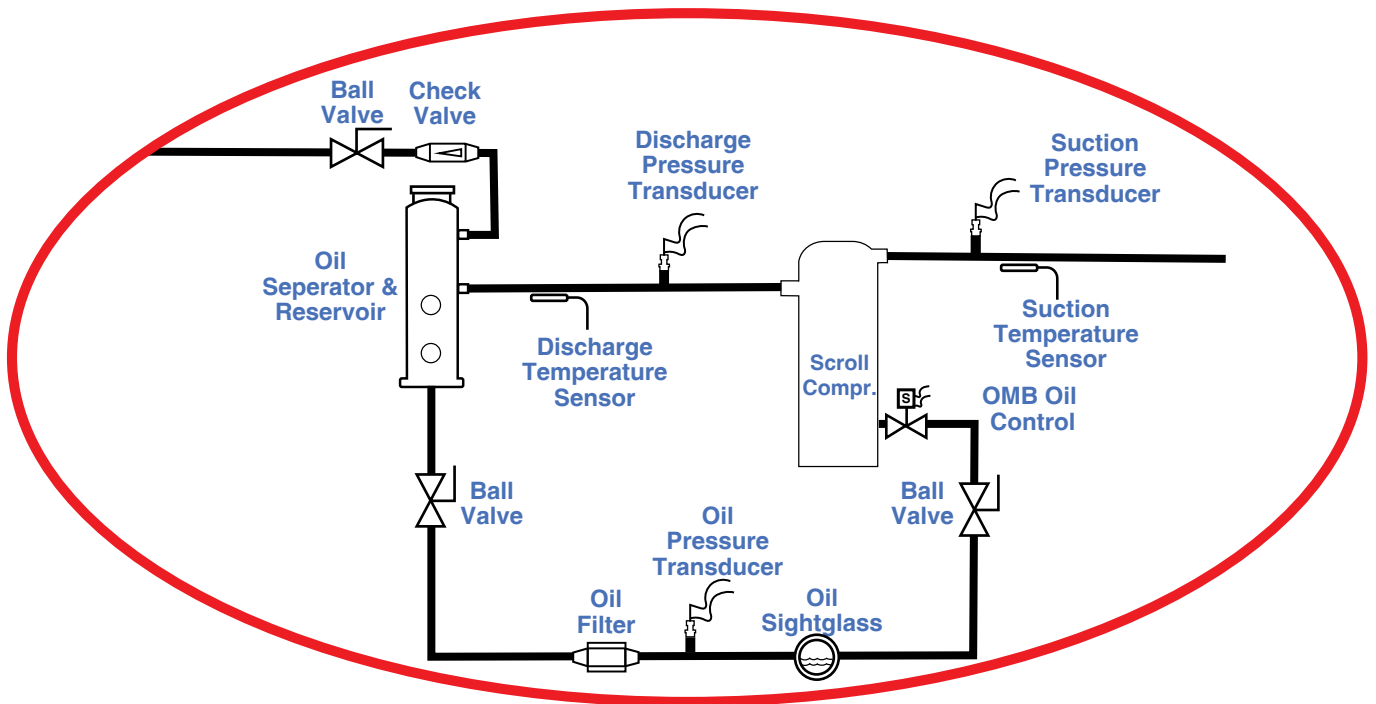 Ball
Valve
Check
Valve
Discharge
Pressure
Transducer
Suction
Pressure
Transducer
Oil
Seperator &
Reservoir
Discharge
Temperature
Sensor
Suction
Temperature
Sensor
Scroll
Compr.
S
OMB Oil
Control
Ball
Valve
Ball
Valve
Oil
Pressure
Transducer
Oil
Filter
Oil
Sightglass